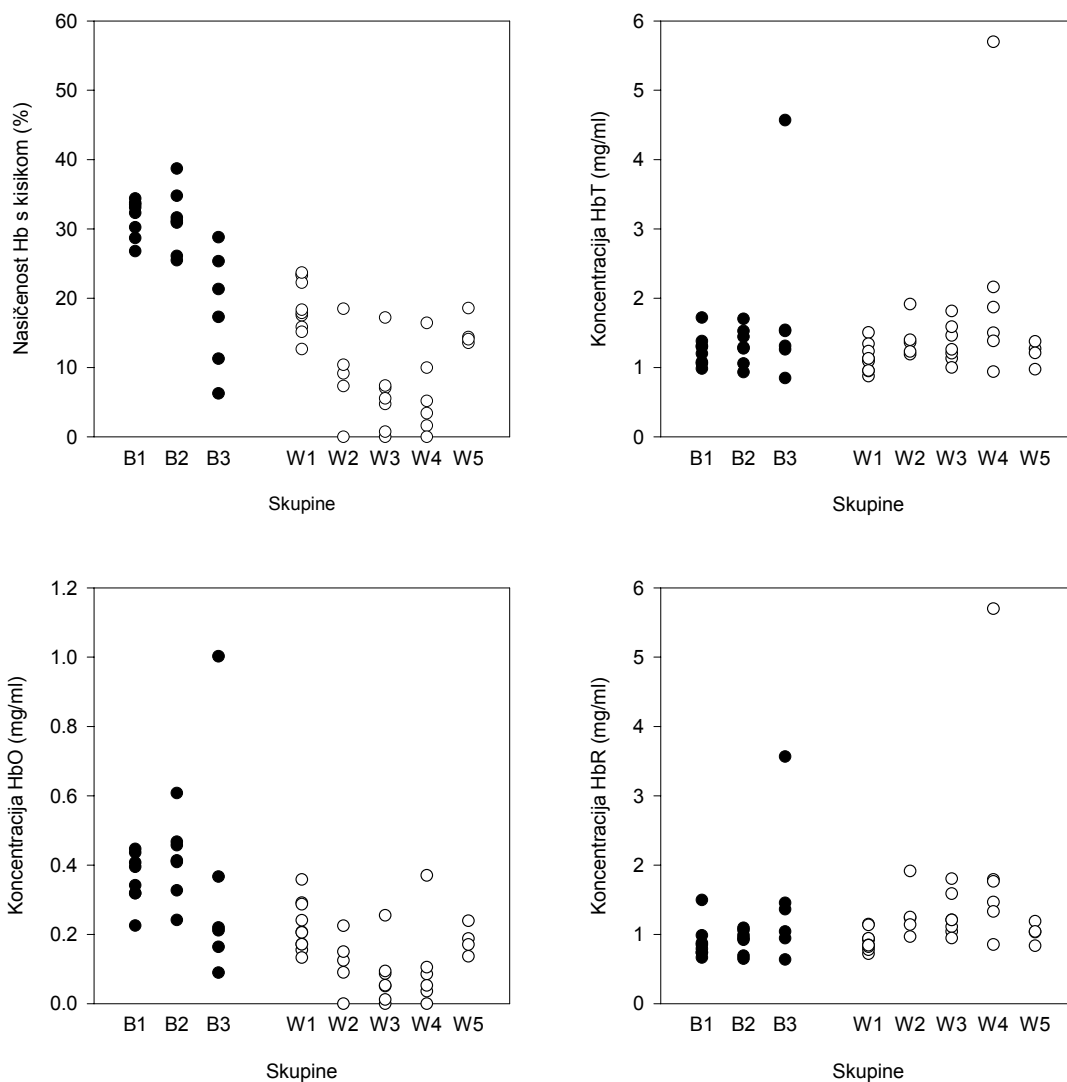 Nasičenost Hb s kisikom (%)
60
50
40
30
20
10
0
B1 B2 B3 W1 W2 W3 W4 W5
Skupine
Koncentracija HbT (mg/ml)
6
5
4
3
2
1
0
B1 B2 B3 W1 W2 W3 W4 W5
Skupine
Koncentracija HbO (mg/ml)
1.2
1.0
0.8
0.6
0.4
0.2
0.0
B1 B2 B3 W1 W2 W3 W4 W5
Skupine
Koncentracija HbR (mg/ml)
6
5
4
3
2
1
0
B1 B2 B3 W1 W2 W3 W4 W5
Skupine